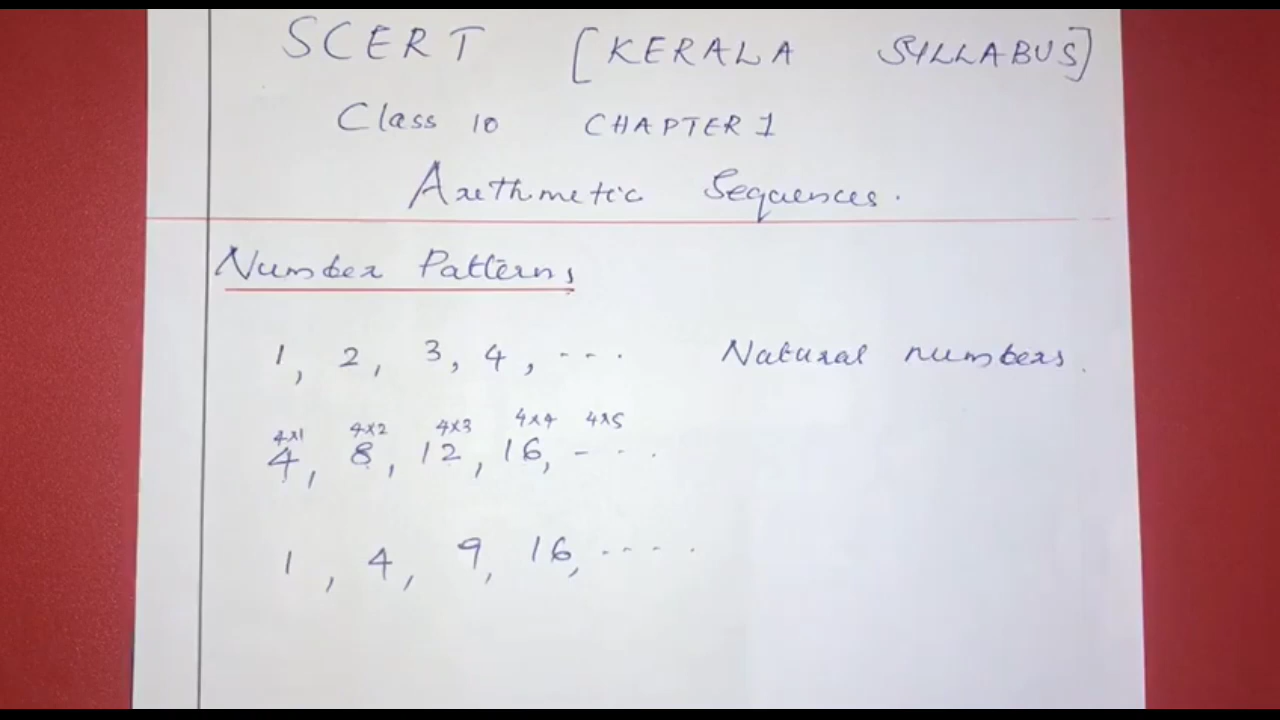 SCERT [KERALA SYLLABUS]
Class 10 CHAPTER 1
Arethmetic Sequences.
Number Patterns
1, 2, 3, 4, --- . Natural numbers.
4x1 4x2 4x3 4x4 4x5
4, 8, 12, 16, - - - .
1, 4, 9, 16, - - - - .